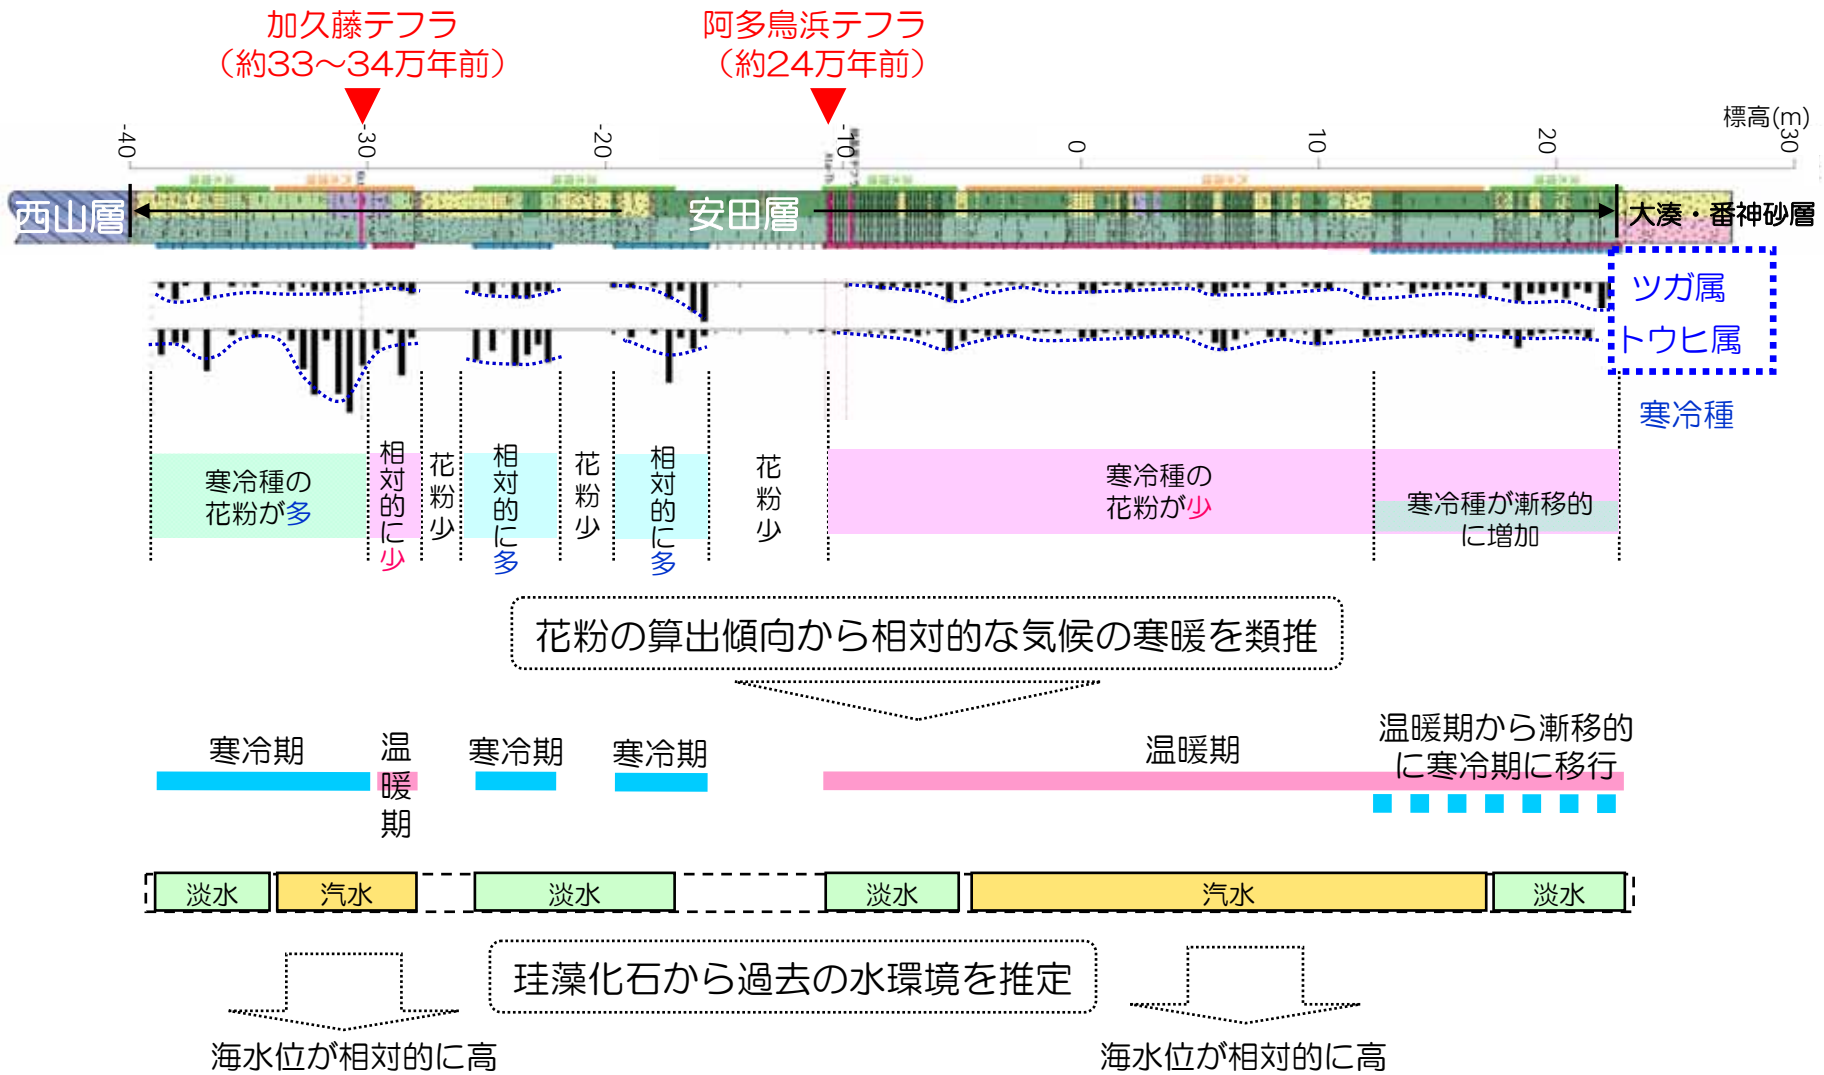 加久藤テフラ
（約33～34万年前）
阿多鳥浜テフラ
（約24万年前）
標高(m)
-40
-30
-20
-10
0
10
20
30
西山層
安田層
大湊・番神砂層
ツガ属
トウヒ属
寒冷種
寒冷種の
花粉が多
相対的に少
花粉少
相対的に多
花粉少
相対的に多
花粉少
寒冷種の
花粉が少
寒冷種が漸移的
に増加
花粉の算出傾向から相対的な気候の寒暖を類推
寒冷期
温暖期
寒冷期
寒冷期
温暖期
温暖期から漸移的
に寒冷期に移行
淡水
汽水
淡水
淡水
汽水
淡水
珪藻化石から過去の水環境を推定
海水位が相対的に高
海水位が相対的に高